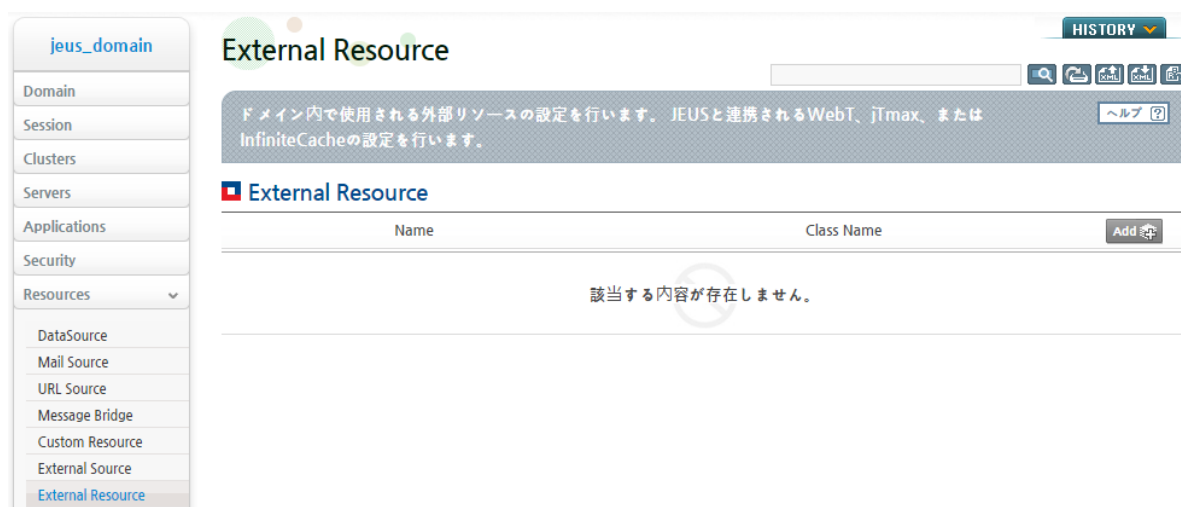 jeus_domain
Domain
Session
Clusters
Servers
Applications
Security
Resources
DataSource
Mail Source
URL Source
Message Bridge
Custom Resource
External Source
External Resource
External Resource
HISTORY
XML
XML
ドメイン内で使用される外部リソースの設定を行います。 JEUSと連携されるWebT、jTmax、または
InfiniteCacheの設定を行います。
ヘルプ ?
External Resource
Name Class Name Add
該当する内容が存在しません。